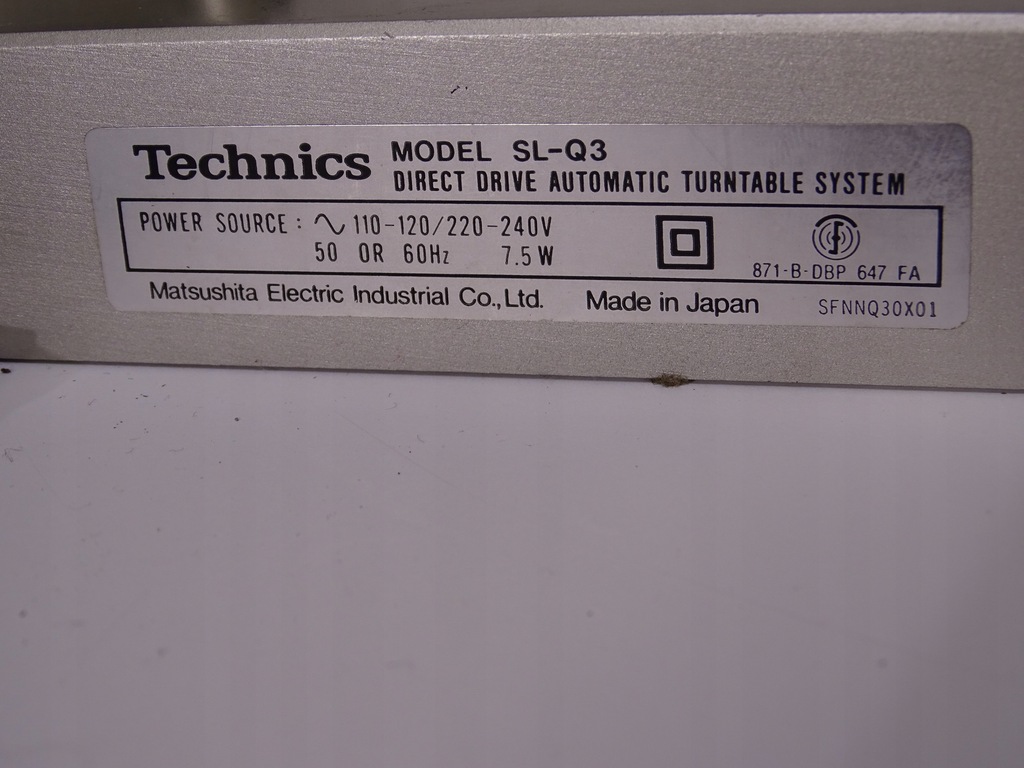 Technics MODEL SL-Q3
DIRECT DRIVE AUTOMATIC TURNTABLE SYSTEM
POWER SOURCE : ∿ 110-120/220-240V
50 OR 60Hz 7.5W
871-B-DBP 647 FA
Matsushita Electric Industrial Co., Ltd. Made in Japan SFNNQ30X01